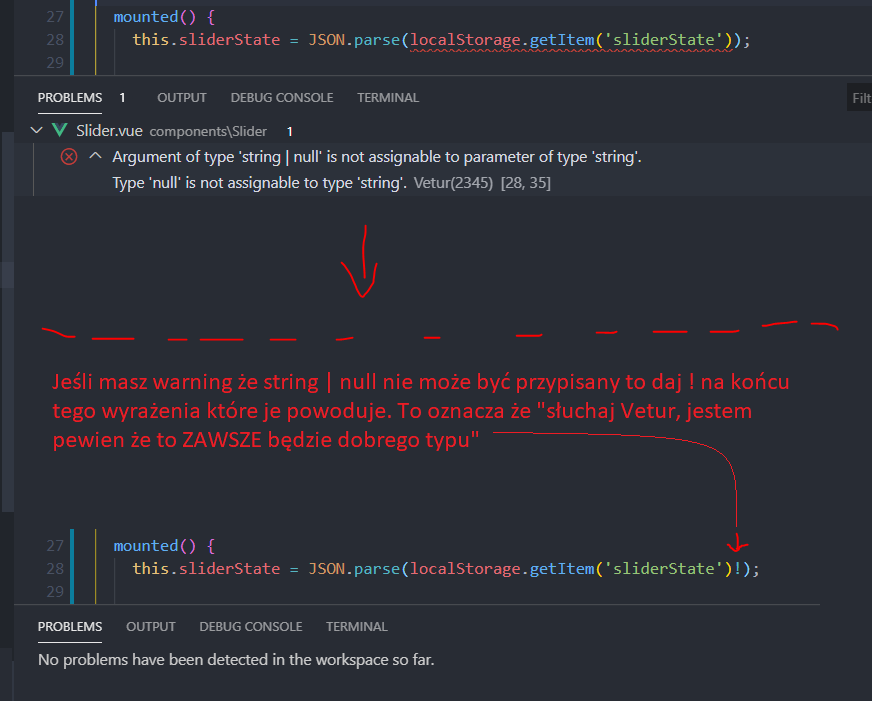 27 mounted() {
28 this.sliderState = JSON.parse(localStorage.getItem('sliderState'));
29
PROBLEMS 1 OUTPUT DEBUG CONSOLE TERMINAL Filt
Slider.vue components\Slider 1
Argument of type 'string | null' is not assignable to parameter of type 'string'.
Type 'null' is not assignable to type 'string'. Vetur(2345) [28, 35]
Jeśli masz warning że string | null nie może być przypisany to daj ! na końcu
tego wyrażenia które je powoduje. To oznacza że "słuchaj Vetur, jestem
pewien że to ZAWSZE będzie dobrego typu"
27 mounted() {
28 this.sliderState = JSON.parse(localStorage.getItem('sliderState')!);
29
PROBLEMS OUTPUT DEBUG CONSOLE TERMINAL
No problems have been detected in the workspace so far.